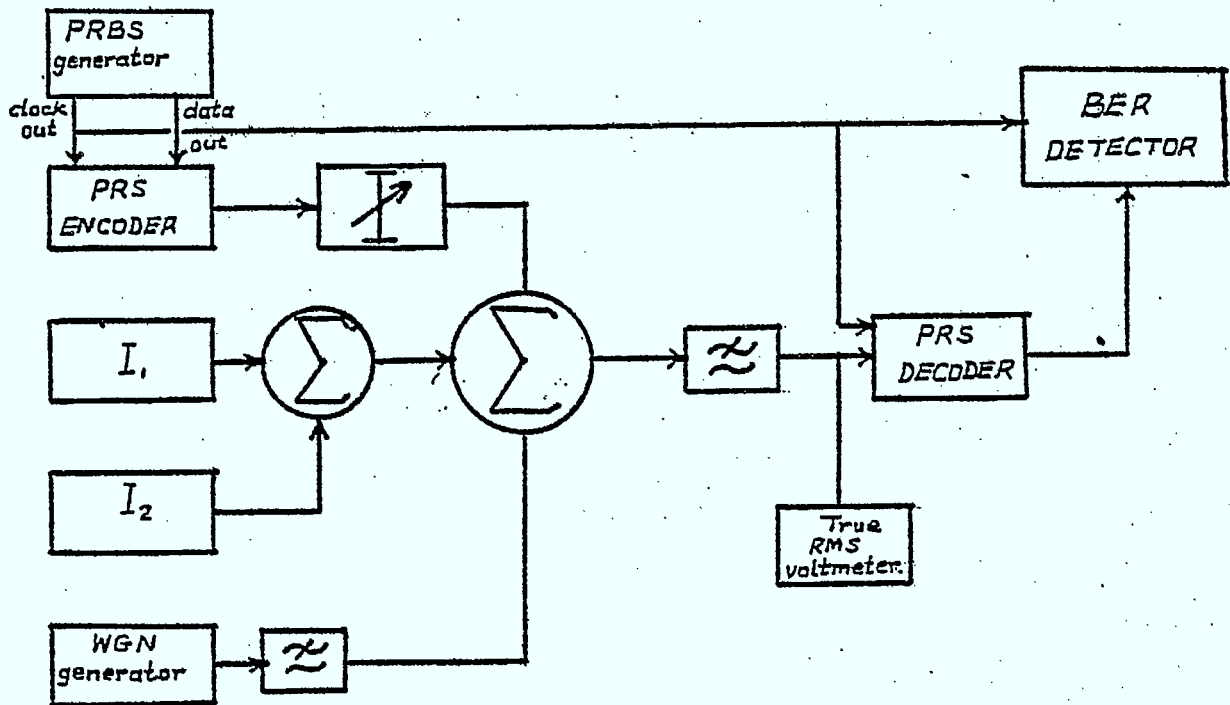 PRBS
generator
clock
out
data
out
BER
DETECTOR
PRS
ENCODER
I
Σ
Σ
I₁
PRS
DECODER
I₂
True
RMS
voltmeter.
WGN
generator